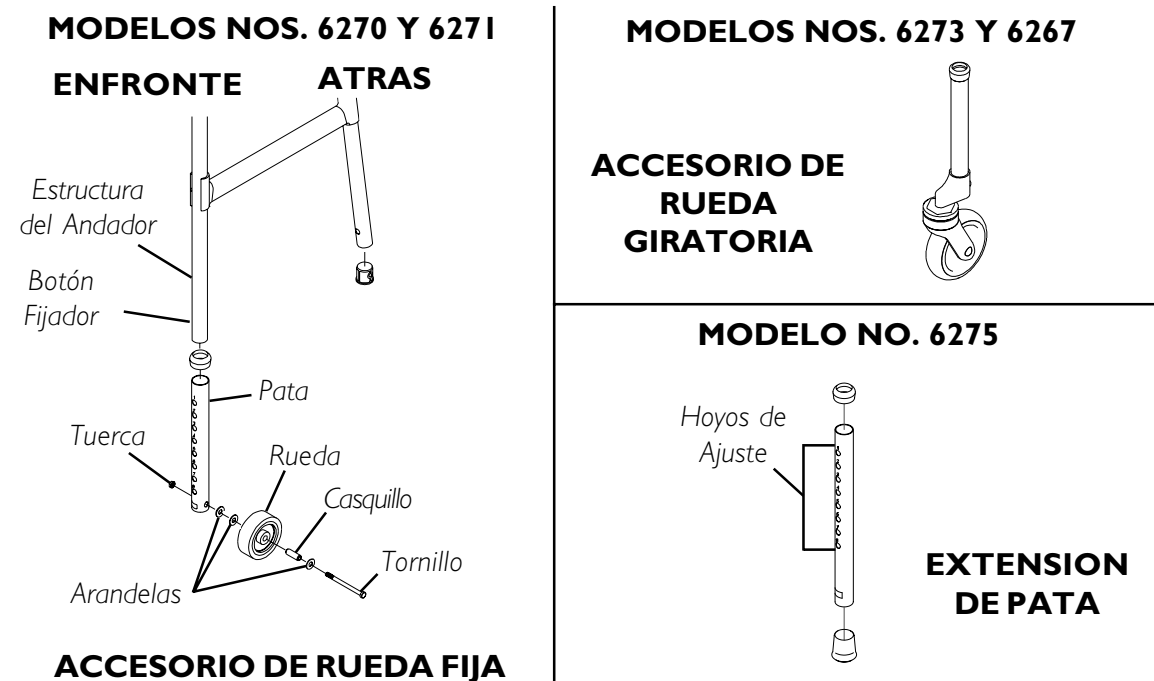 MODELOS NOS. 6270 Y 6271
ENFRONTE
ATRAS
Estructura
del Andador
Botón
Fijador
Pata
Tuerca
Rueda
Casquillo
Tornillo
Arandelas
ACCESORIO DE RUEDA FIJA
MODELOS NOS. 6273 Y 6267
ACCESORIO DE
RUEDA
GIRATORIA
MODELO NO. 6275
Hoyos de
Ajuste
EXTENSION
DE PATA